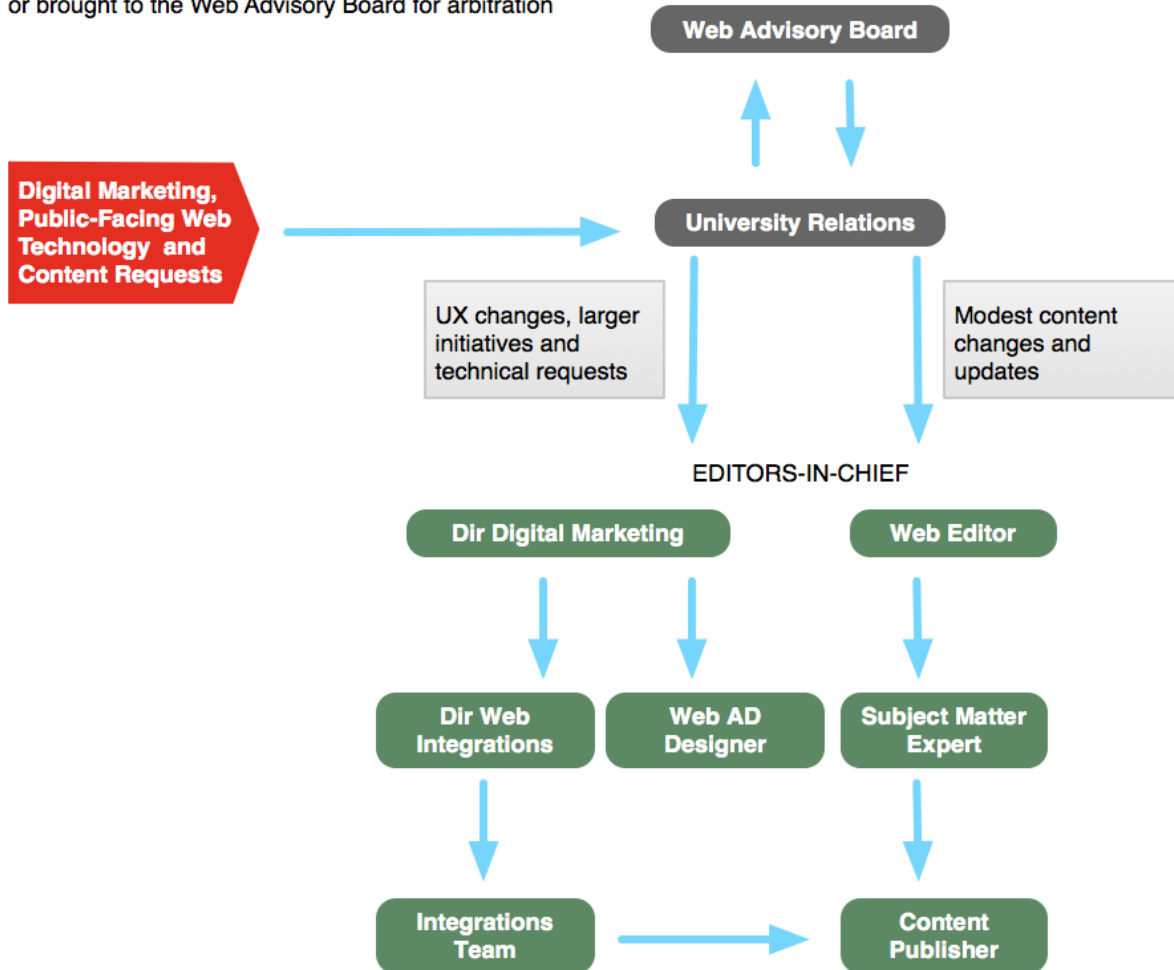 or brought to the Web Advisory Board for arbitration
Web Advisory Board
Digital Marketing,
Public-Facing Web
Technology and
Content Requests
University Relations
UX changes, larger
initiatives and
technical requests
Modest content
changes and
updates
EDITORS-IN-CHIEF
Dir Digital Marketing
Web Editor
Dir Web
Integrations
Web AD
Designer
Subject Matter
Expert
Integrations
Team
Content
Publisher